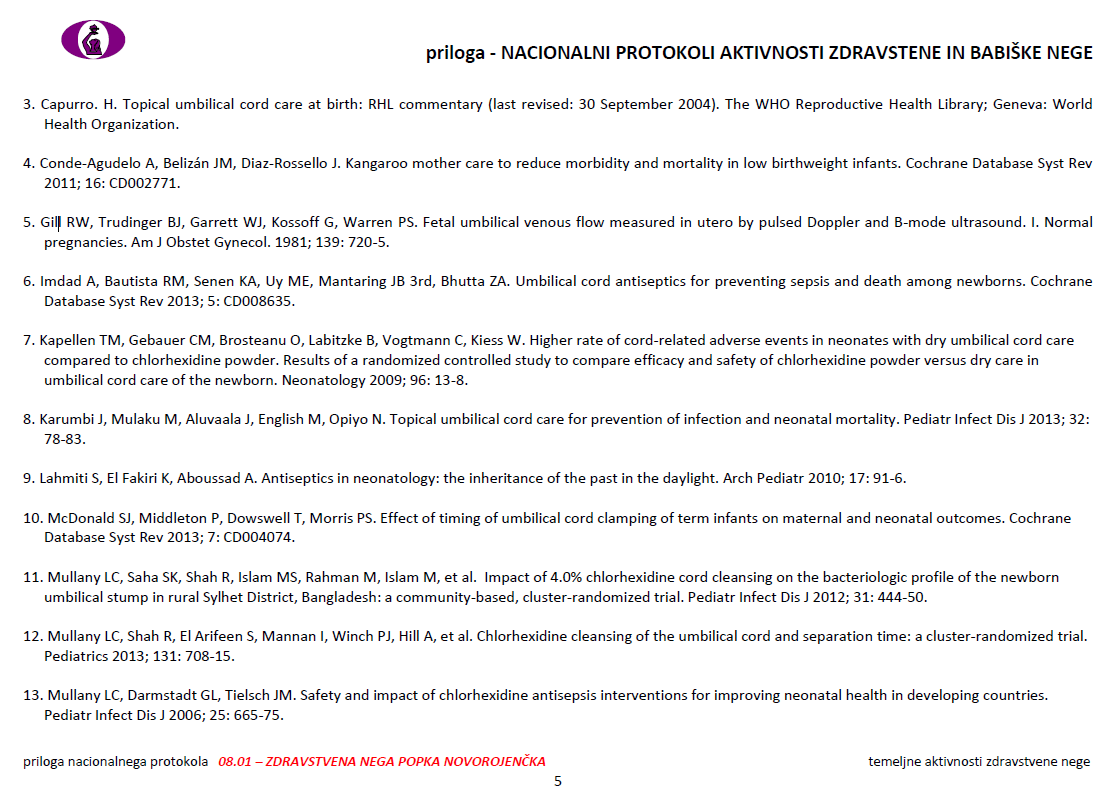 priloga - NACIONALNI PROTOKOLI AKTIVNOSTI ZDRAVSTENE IN BABIŠKE NEGE
3. Capurro. H. Topical umbilical cord care at birth: RHL commentary (last revised: 30 September 2004). The WHO Reproductive Health Library; Geneva: World
Health Organization.
4. Conde-Agudelo A, Belizán JM, Diaz-Rossello J. Kangaroo mother care to reduce morbidity and mortality in low birthweight infants. Cochrane Database Syst Rev
2011; 16: CD002771.
5. Gill RW, Trudinger BJ, Garrett WJ, Kossoff G, Warren PS. Fetal umbilical venous flow measured in utero by pulsed Doppler and B-mode ultrasound. I. Normal
pregnancies. Am J Obstet Gynecol. 1981; 139: 720-5.
6. Imdad A, Bautista RM, Senen KA, Uy ME, Mantaring JB 3rd, Bhutta ZA. Umbilical cord antiseptics for preventing sepsis and death among newborns. Cochrane
Database Syst Rev 2013; 5: CD008635.
7. Kapellen TM, Gebauer CM, Brosteanu O, Labitzke B, Vogtmann C, Kiess W. Higher rate of cord-related adverse events in neonates with dry umbilical cord care
compared to chlorhexidine powder. Results of a randomized controlled study to compare efficacy and safety of chlorhexidine powder versus dry care in
umbilical cord care of the newborn. Neonatology 2009; 96: 13-8.
8. Karumbi J, Mulaku M, Aluvaala J, English M, Opiyo N. Topical umbilical cord care for prevention of infection and neonatal mortality. Pediatr Infect Dis J 2013; 32:
78-83.
9. Lahmiti S, El Fakiri K, Aboussad A. Antiseptics in neonatology: the inheritance of the past in the daylight. Arch Pediatr 2010; 17: 91-6.
10. McDonald SJ, Middleton P, Dowswell T, Morris PS. Effect of timing of umbilical cord clamping of term infants on maternal and neonatal outcomes. Cochrane
Database Syst Rev 2013; 7: CD004074.
11. Mullany LC, Saha SK, Shah R, Islam MS, Rahman M, Islam M, et al. Impact of 4.0% chlorhexidine cord cleansing on the bacteriologic profile of the newborn
umbilical stump in rural Sylhet District, Bangladesh: a community-based, cluster-randomized trial. Pediatr Infect Dis J 2012; 31: 444-50.
12. Mullany LC, Shah R, El Arifeen S, Mannan I, Winch PJ, Hill A, et al. Chlorhexidine cleansing of the umbilical cord and separation time: a cluster-randomized trial.
Pediatrics 2013; 131: 708-15.
13. Mullany LC, Darmstadt GL, Tielsch JM. Safety and impact of chlorhexidine antisepsis interventions for improving neonatal health in developing countries.
Pediatr Infect Dis J 2006; 25: 665-75.
priloga nacionalnega protokola 08.01 – ZDRAVSTVENA NEGA POPKA NOVOROJENČKA temeljne aktivnosti zdravstvene nege
5